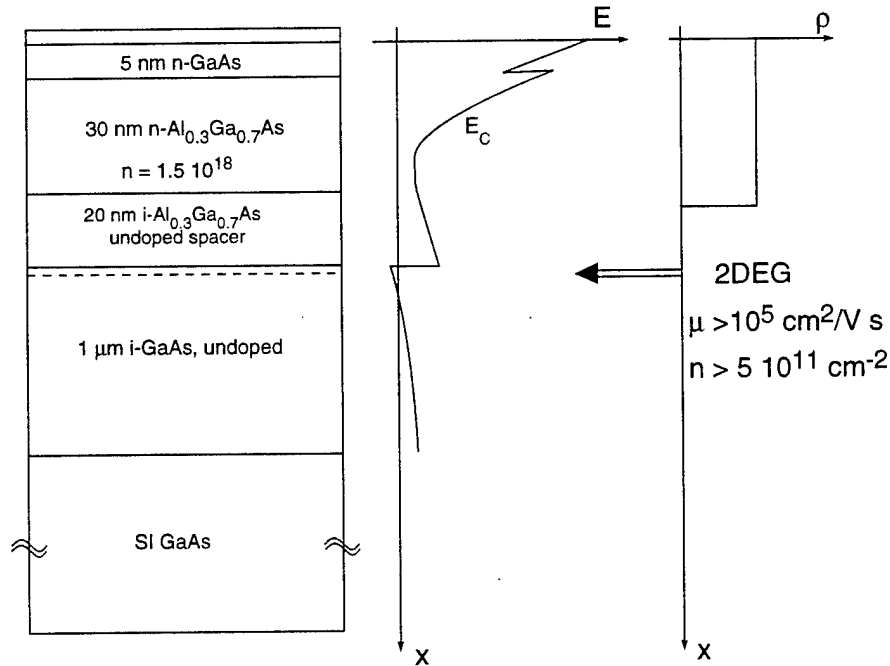 E
ρ
5 nm n-GaAs
30 nm n-Al0.3Ga0.7As
n = 1.5 10^18
EC
20 nm i-Al0.3Ga0.7As
undoped spacer
2DEG
μ >10^5 cm^2/V s
n > 5 10^11 cm^-2
1 μm i-GaAs, undoped
SI GaAs
x
x